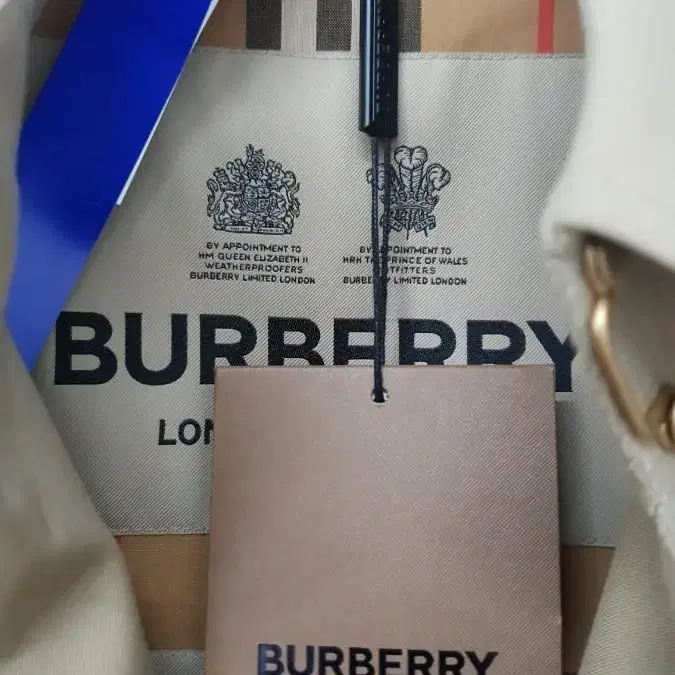 BY APPOINTMENT TO
HM QUEEN ELIZABETH II
WEATHERPROOFERS
BURBERRY LIMITED LONDON
BY APPOINTMENT TO
HRH THE PRINCE OF WALES
OUTFITTERS
BURBERRY LIMITED LONDON
BURBERRY
LON
BURBERRY